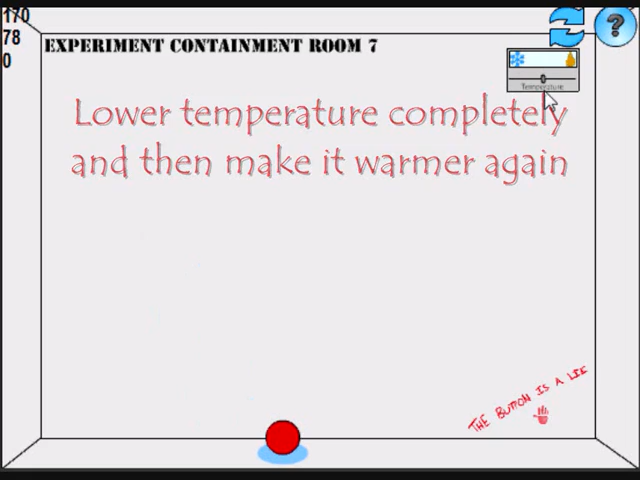 170
78
0
EXPERIMENT CONTAINMENT ROOM 7
?
0
Temperature
Lower temperature completely
and then make it warmer again
THE BUTTON IS A LIE